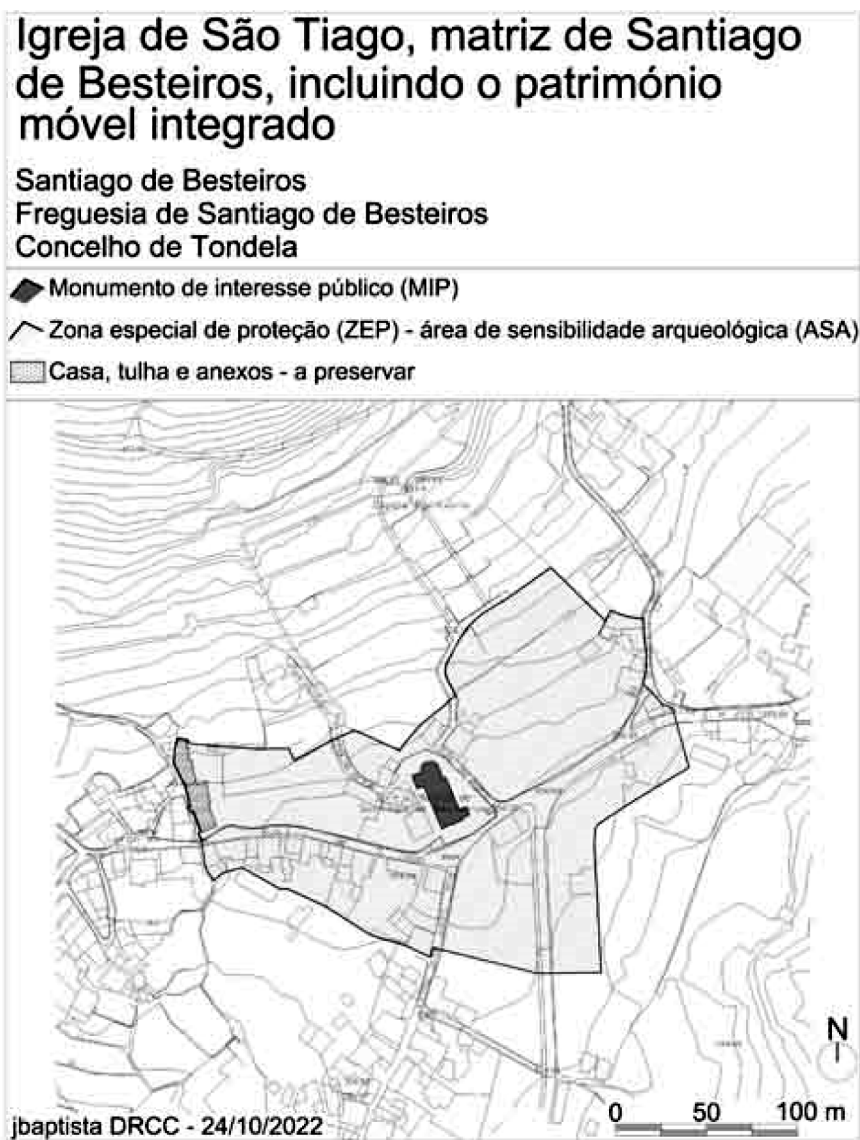 Igreja de São Tiago, matriz de Santiago
de Besteiros, incluindo o património
móvel integrado
Santiago de Besteiros
Freguesia de Santiago de Besteiros
Concelho de Tondela
Monumento de interesse público (MIP)
Zona especial de proteção (ZEP) - área de sensibilidade arqueológica (ASA)
Casa, tulha e anexos - a preservar
N
0 50 100 m
jbaptista DRCC - 24/10/2022